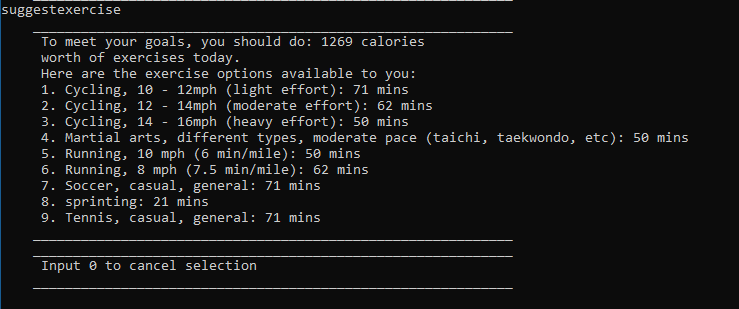 suggestexercise
To meet your goals, you should do: 1269 calories
worth of exercises today.
Here are the exercise options available to you:
1. Cycling, 10 - 12mph (light effort): 71 mins
2. Cycling, 12 - 14mph (moderate effort): 62 mins
3. Cycling, 14 - 16mph (heavy effort): 50 mins
4. Martial arts, different types, moderate pace (taichi, taekwondo, etc): 50 mins
5. Running, 10 mph (6 min/mile): 50 mins
6. Running, 8 mph (7.5 min/mile): 62 mins
7. Soccer, casual, general: 71 mins
8. sprinting: 21 mins
9. Tennis, casual, general: 71 mins
Input 0 to cancel selection